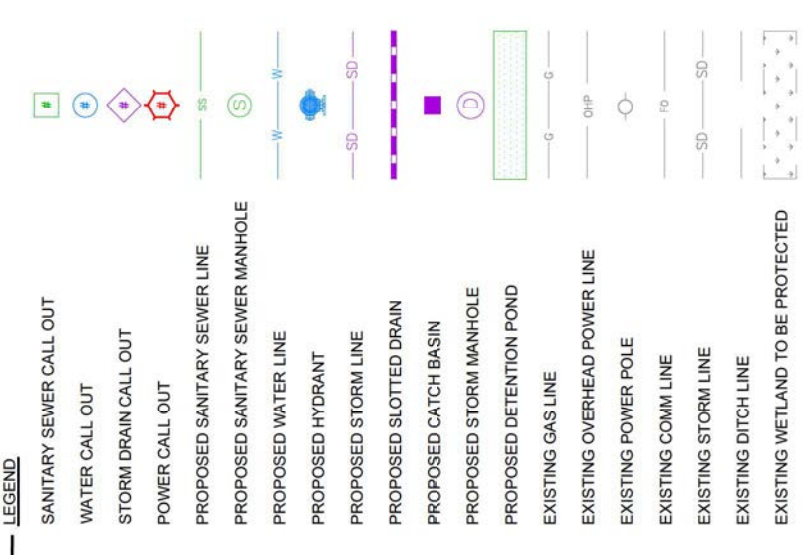 LEGEND
SANITARY SEWER CALL OUT #
WATER CALL OUT #
STORM DRAIN CALL OUT #
POWER CALL OUT #
PROPOSED SANITARY SEWER LINE SS
PROPOSED SANITARY SEWER MANHOLE S
PROPOSED WATER LINE W W
PROPOSED HYDRANT
PROPOSED STORM LINE SD SD
PROPOSED SLOTTED DRAIN
PROPOSED CATCH BASIN
PROPOSED STORM MANHOLE D
PROPOSED DETENTION POND
EXISTING GAS LINE G G
EXISTING OVERHEAD POWER LINE OHP
EXISTING POWER POLE
EXISTING COMM LINE FO
EXISTING STORM LINE SD SD
EXISTING DITCH LINE
EXISTING WETLAND TO BE PROTECTED